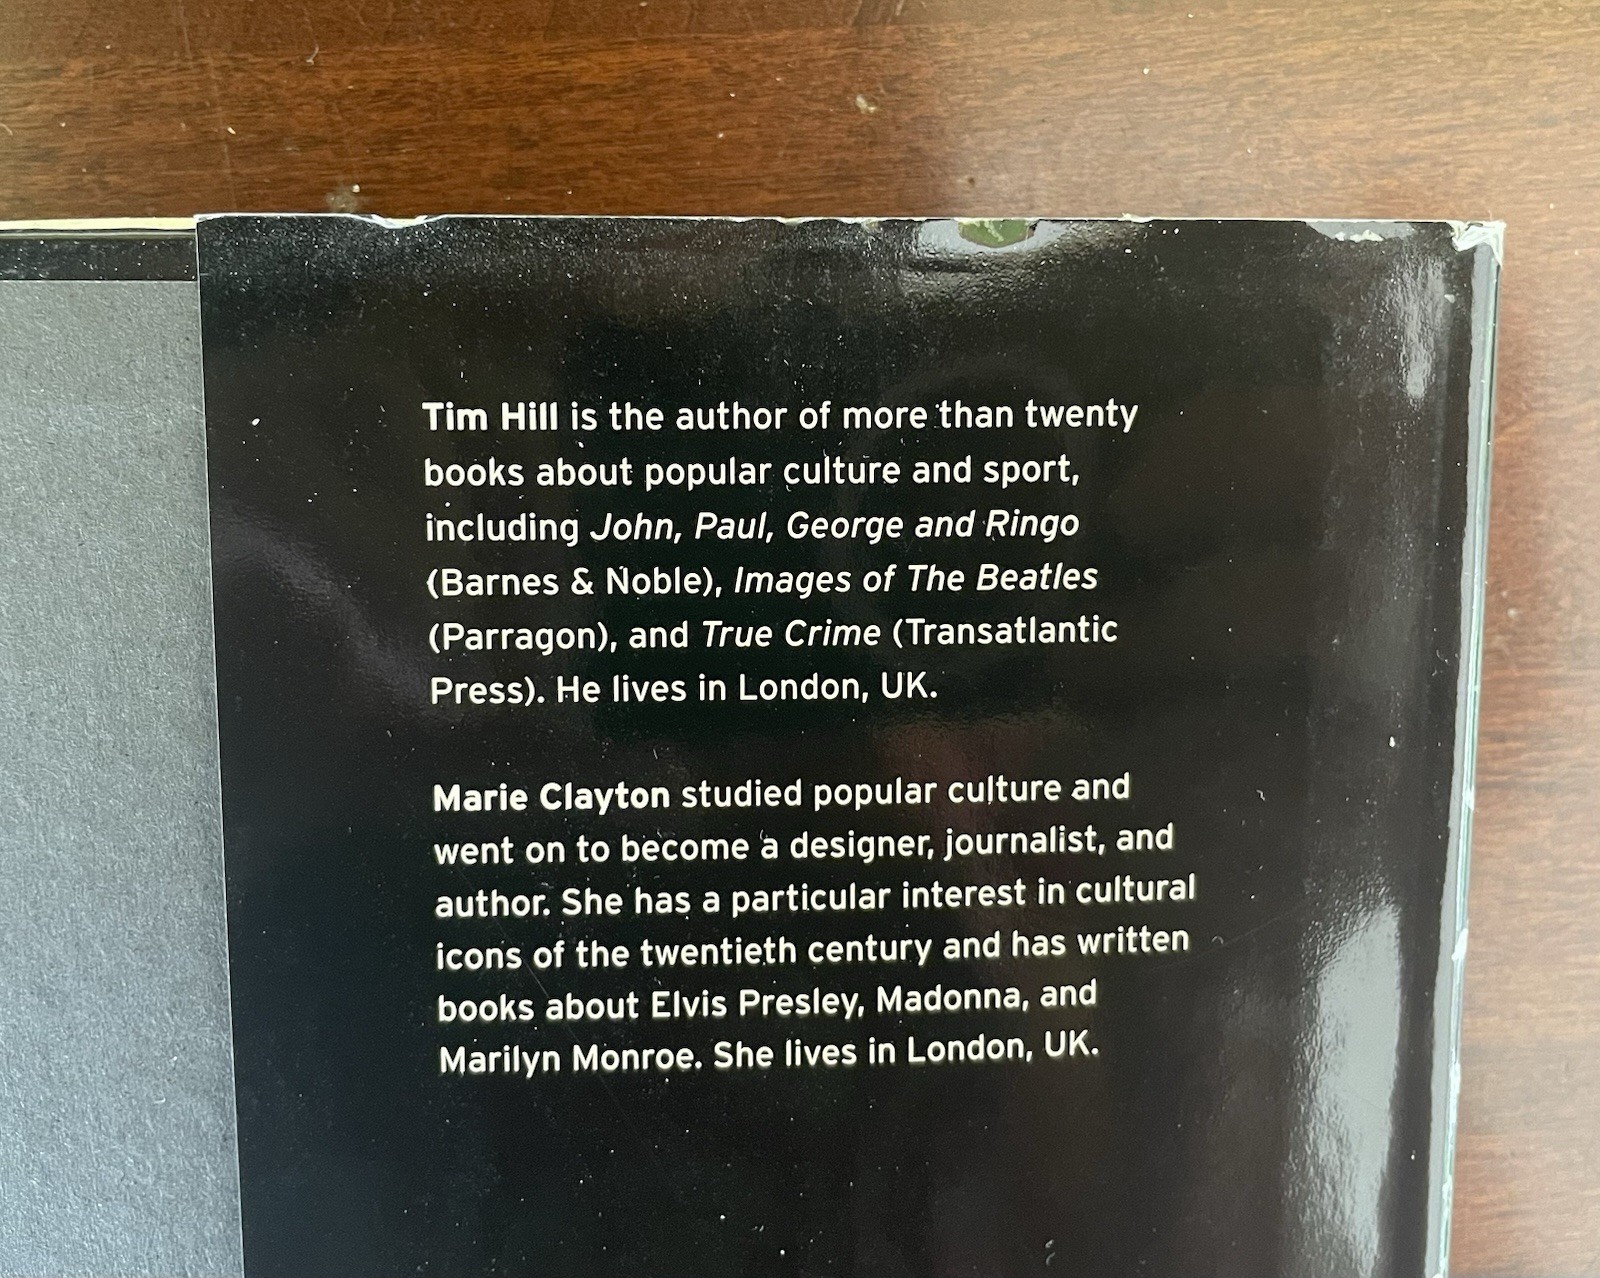 Tim Hill is the author of more than twenty
books about popular culture and sport,
including John, Paul, George and Ringo
(Barnes & Noble), Images of The Beatles
(Parragon), and True Crime (Transatlantic
Press). He lives in London, UK.
Marie Clayton studied popular culture and
went on to become a designer, journalist, and
author. She has a particular interest in cultural
icons of the twentieth century and has written
books about Elvis Presley, Madonna, and
Marilyn Monroe. She lives in London, UK.